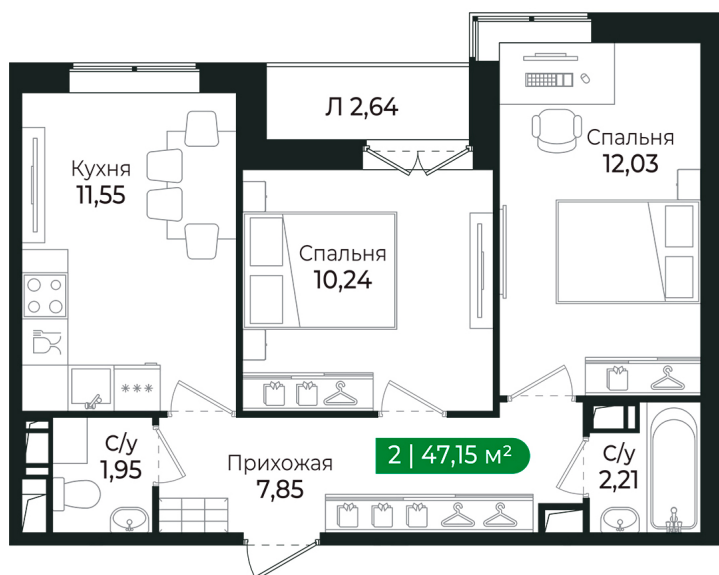 Л 2,64
Спальня
12,03
Кухня
11,55
Спальня
10,24
***
С/у
1,95
Прихожая
7,85
2 | 47,15 м²
С/у
2,21